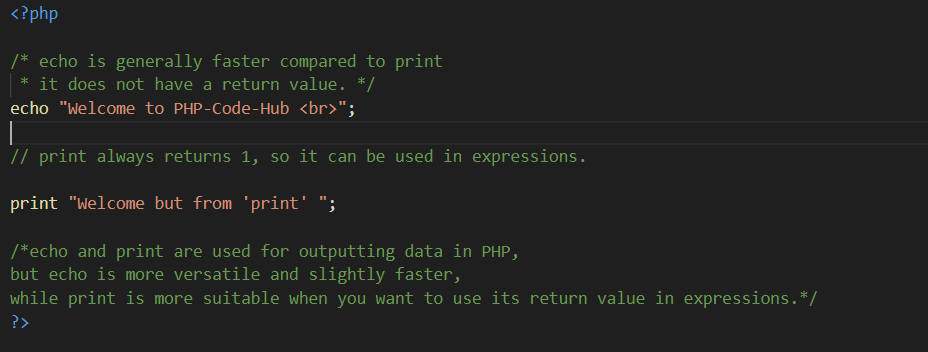 <?php
/* echo is generally faster compared to print
 * it does not have a return value. */
echo "Welcome to PHP-Code-Hub <br>";
// print always returns 1, so it can be used in expressions.
print "Welcome but from 'print' ";
/*echo and print are used for outputting data in PHP,
but echo is more versatile and slightly faster,
while print is more suitable when you want to use its return value in expressions.*/
?>